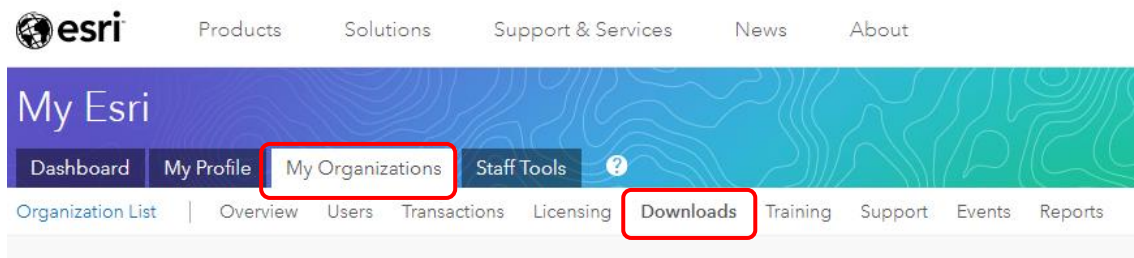 esri Products Solutions Support & Services News About
My Esri
Dashboard My Profile My Organizations Staff Tools ?
Organization List | Overview Users Transactions Licensing Downloads Training Support Events Reports